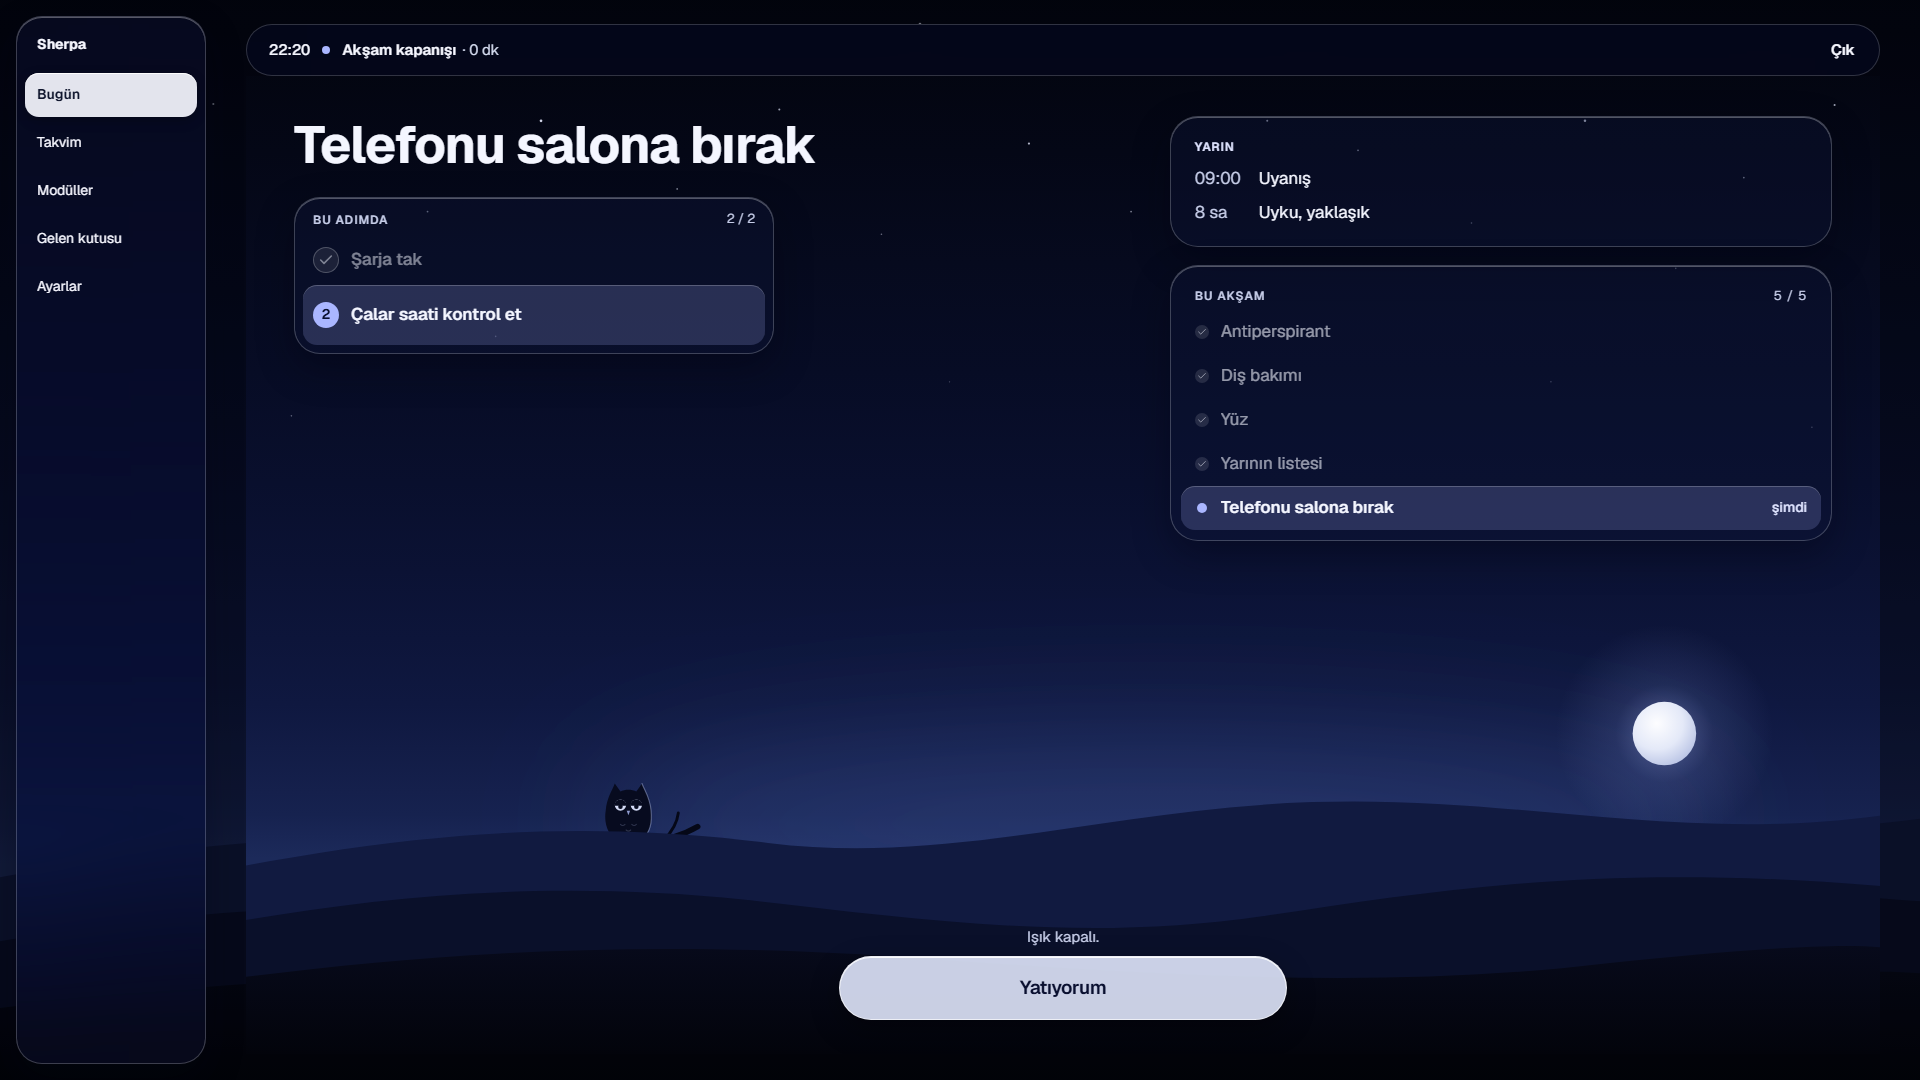 Sherpa
Bugün
Takvim
Modüller
Gelen kutusu
Ayarlar
22:20 Akşam kapanışı · 0 dk
Çık
Telefonu salona bırak
BU ADIMDA 2 / 2
Şarja tak
2 Çalar saati kontrol et
YARIN
09:00 Uyanış
8 sa Uyku, yaklaşık
BU AKŞAM 5 / 5
Antiperspirant
Diş bakımı
Yüz
Yarının listesi
Telefonu salona bırak şimdi
Işık kapalı.
Yatıyorum